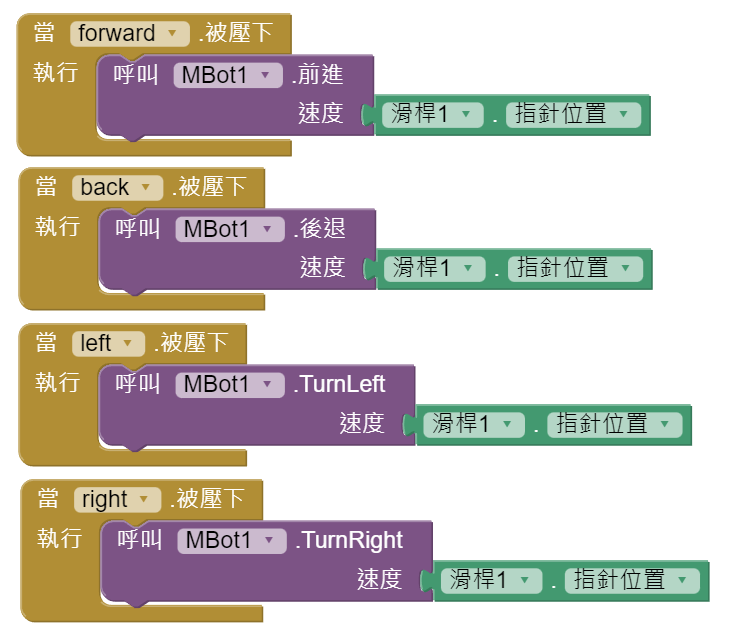 當 forward .被壓下
執行 呼叫 MBot1 .前進
速度 滑桿1 . 指針位置
當 back .被壓下
執行 呼叫 MBot1 .後退
速度 滑桿1 . 指針位置
當 left .被壓下
執行 呼叫 MBot1 .TurnLeft
速度 滑桿1 . 指針位置
當 right .被壓下
執行 呼叫 MBot1 .TurnRight
速度 滑桿1 . 指針位置